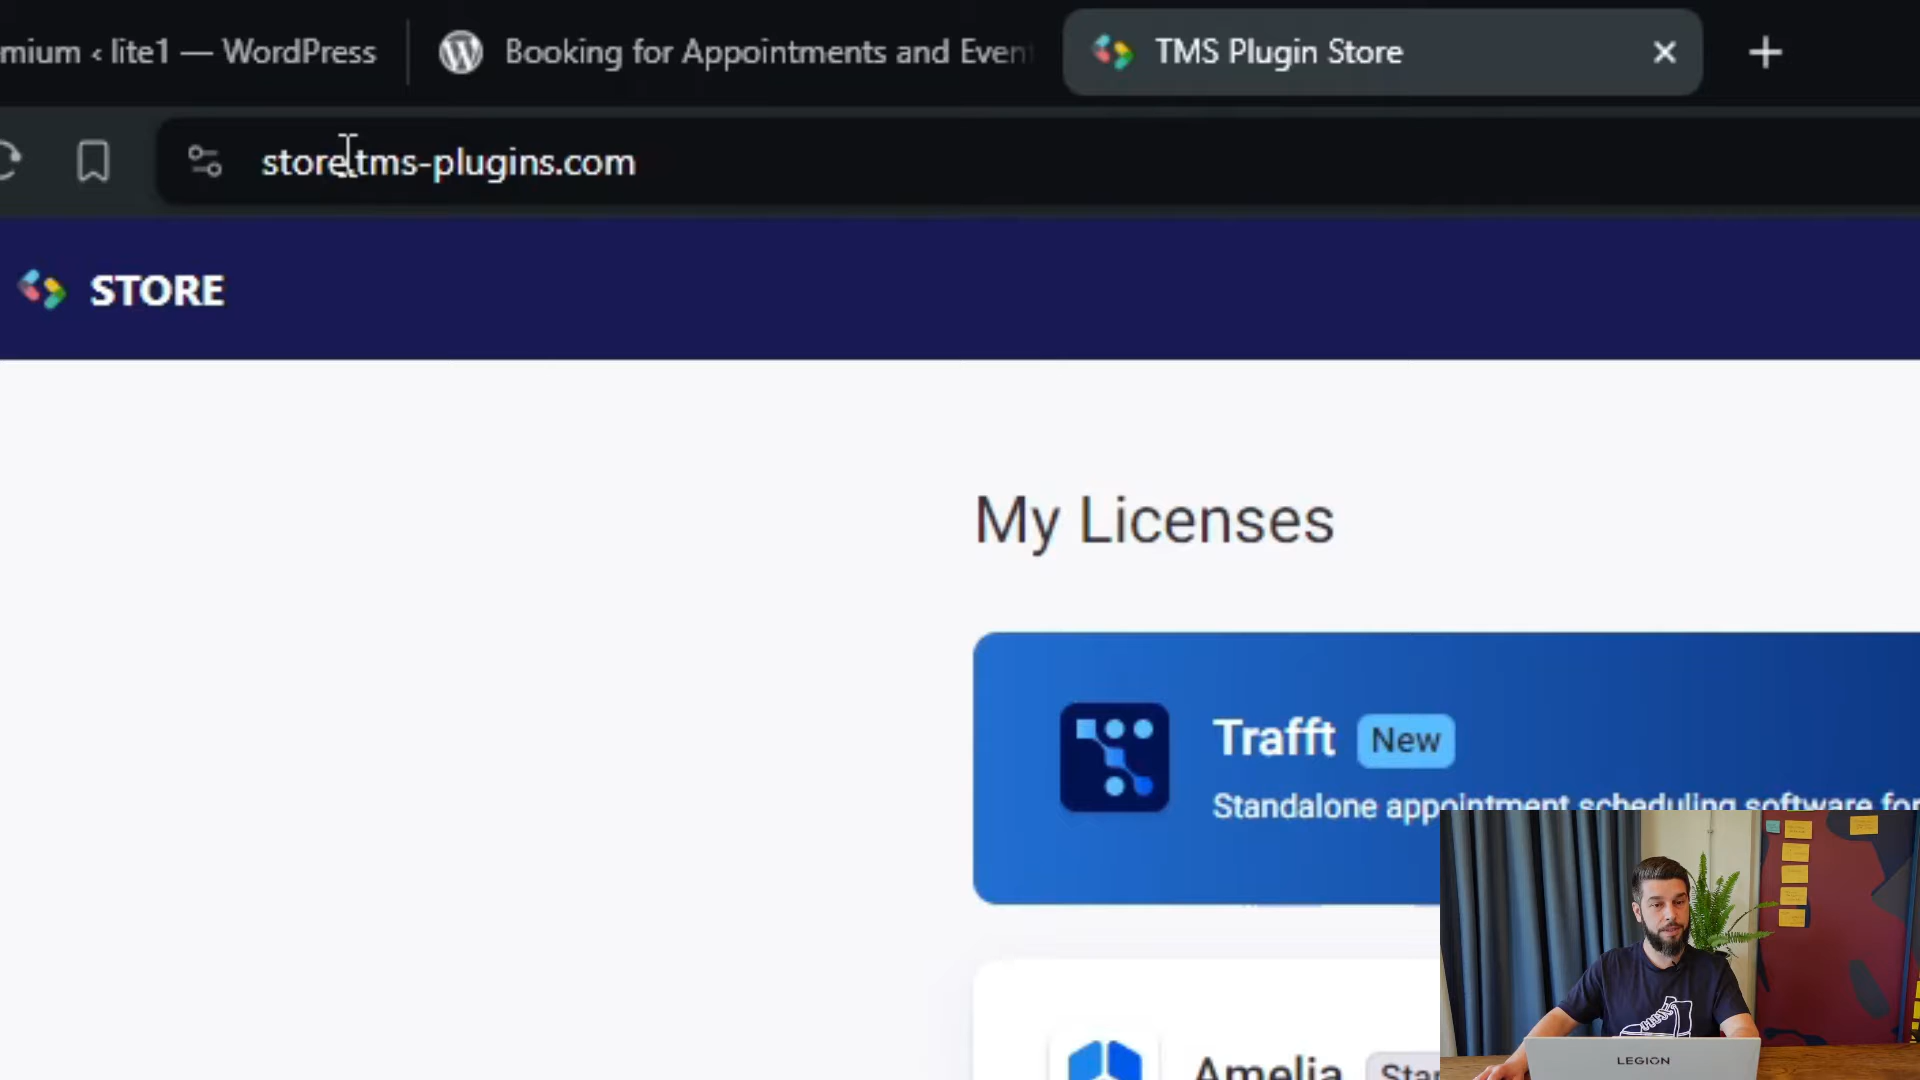 mium ‹ lite1 — WordPress
Booking for Appointments and Even
TMS Plugin Store
store.tms-plugins.com
STORE
My Licenses
Trafft New
Standalone appointment scheduling software for
Amelia Star
LEGION